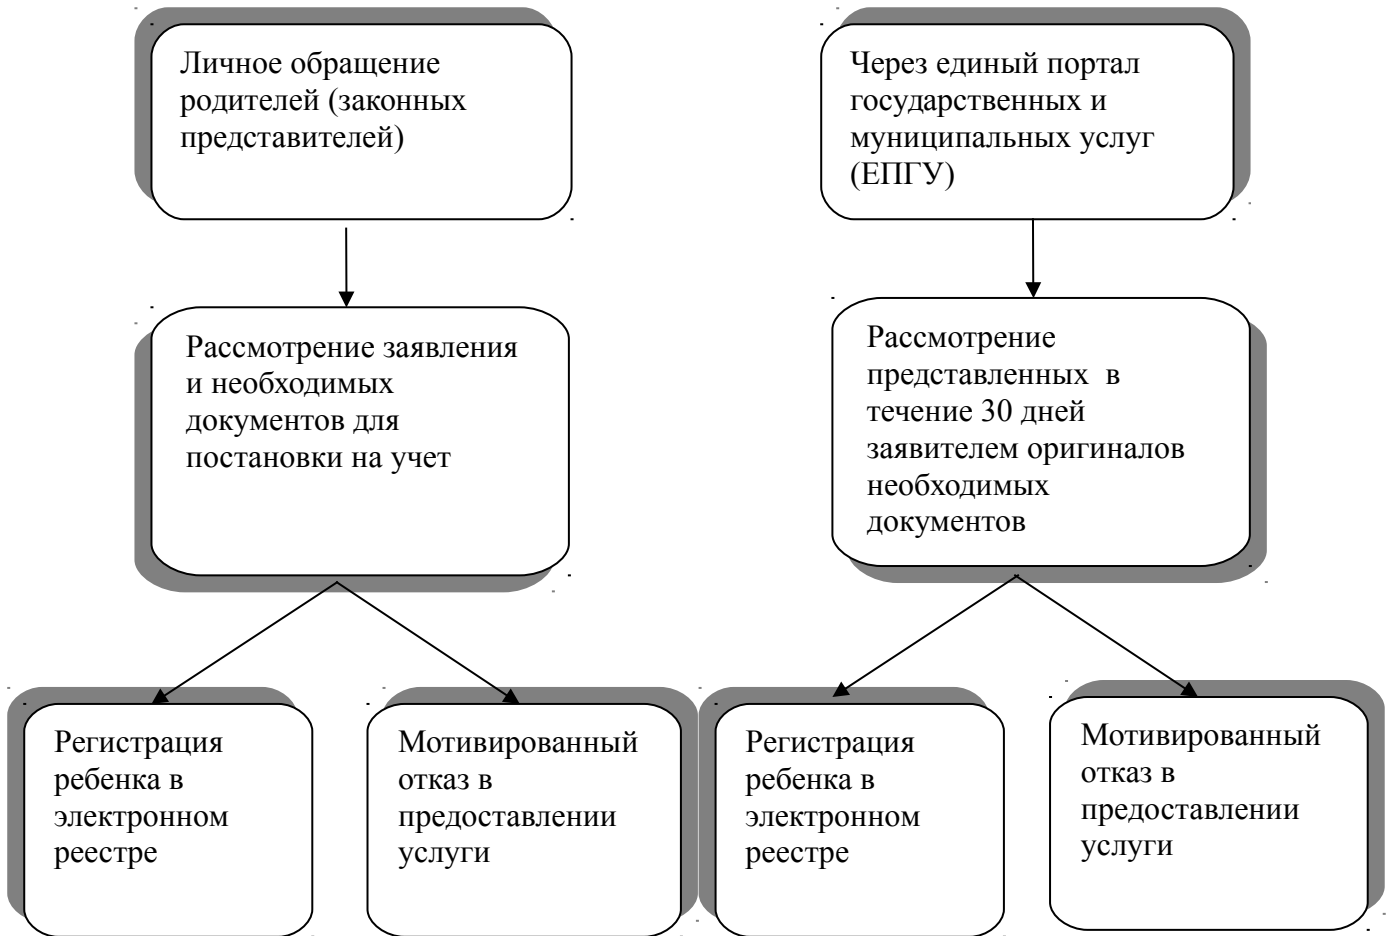 Личное обращение
родителей (законных
представителей)
Через единый портал
государственных и
муниципальных услуг
(ЕПГУ)
Рассмотрение заявления
и необходимых
документов для
постановки на учет
Рассмотрение
представленных  в
течение 30 дней
заявителем оригиналов
необходимых
документов
Регистрация
ребенка в
электронном
реестре
Мотивированный
отказ в
предоставлении
услуги
Регистрация
ребенка в
электронном
реестре
Мотивированный
отказ в
предоставлении
услуги